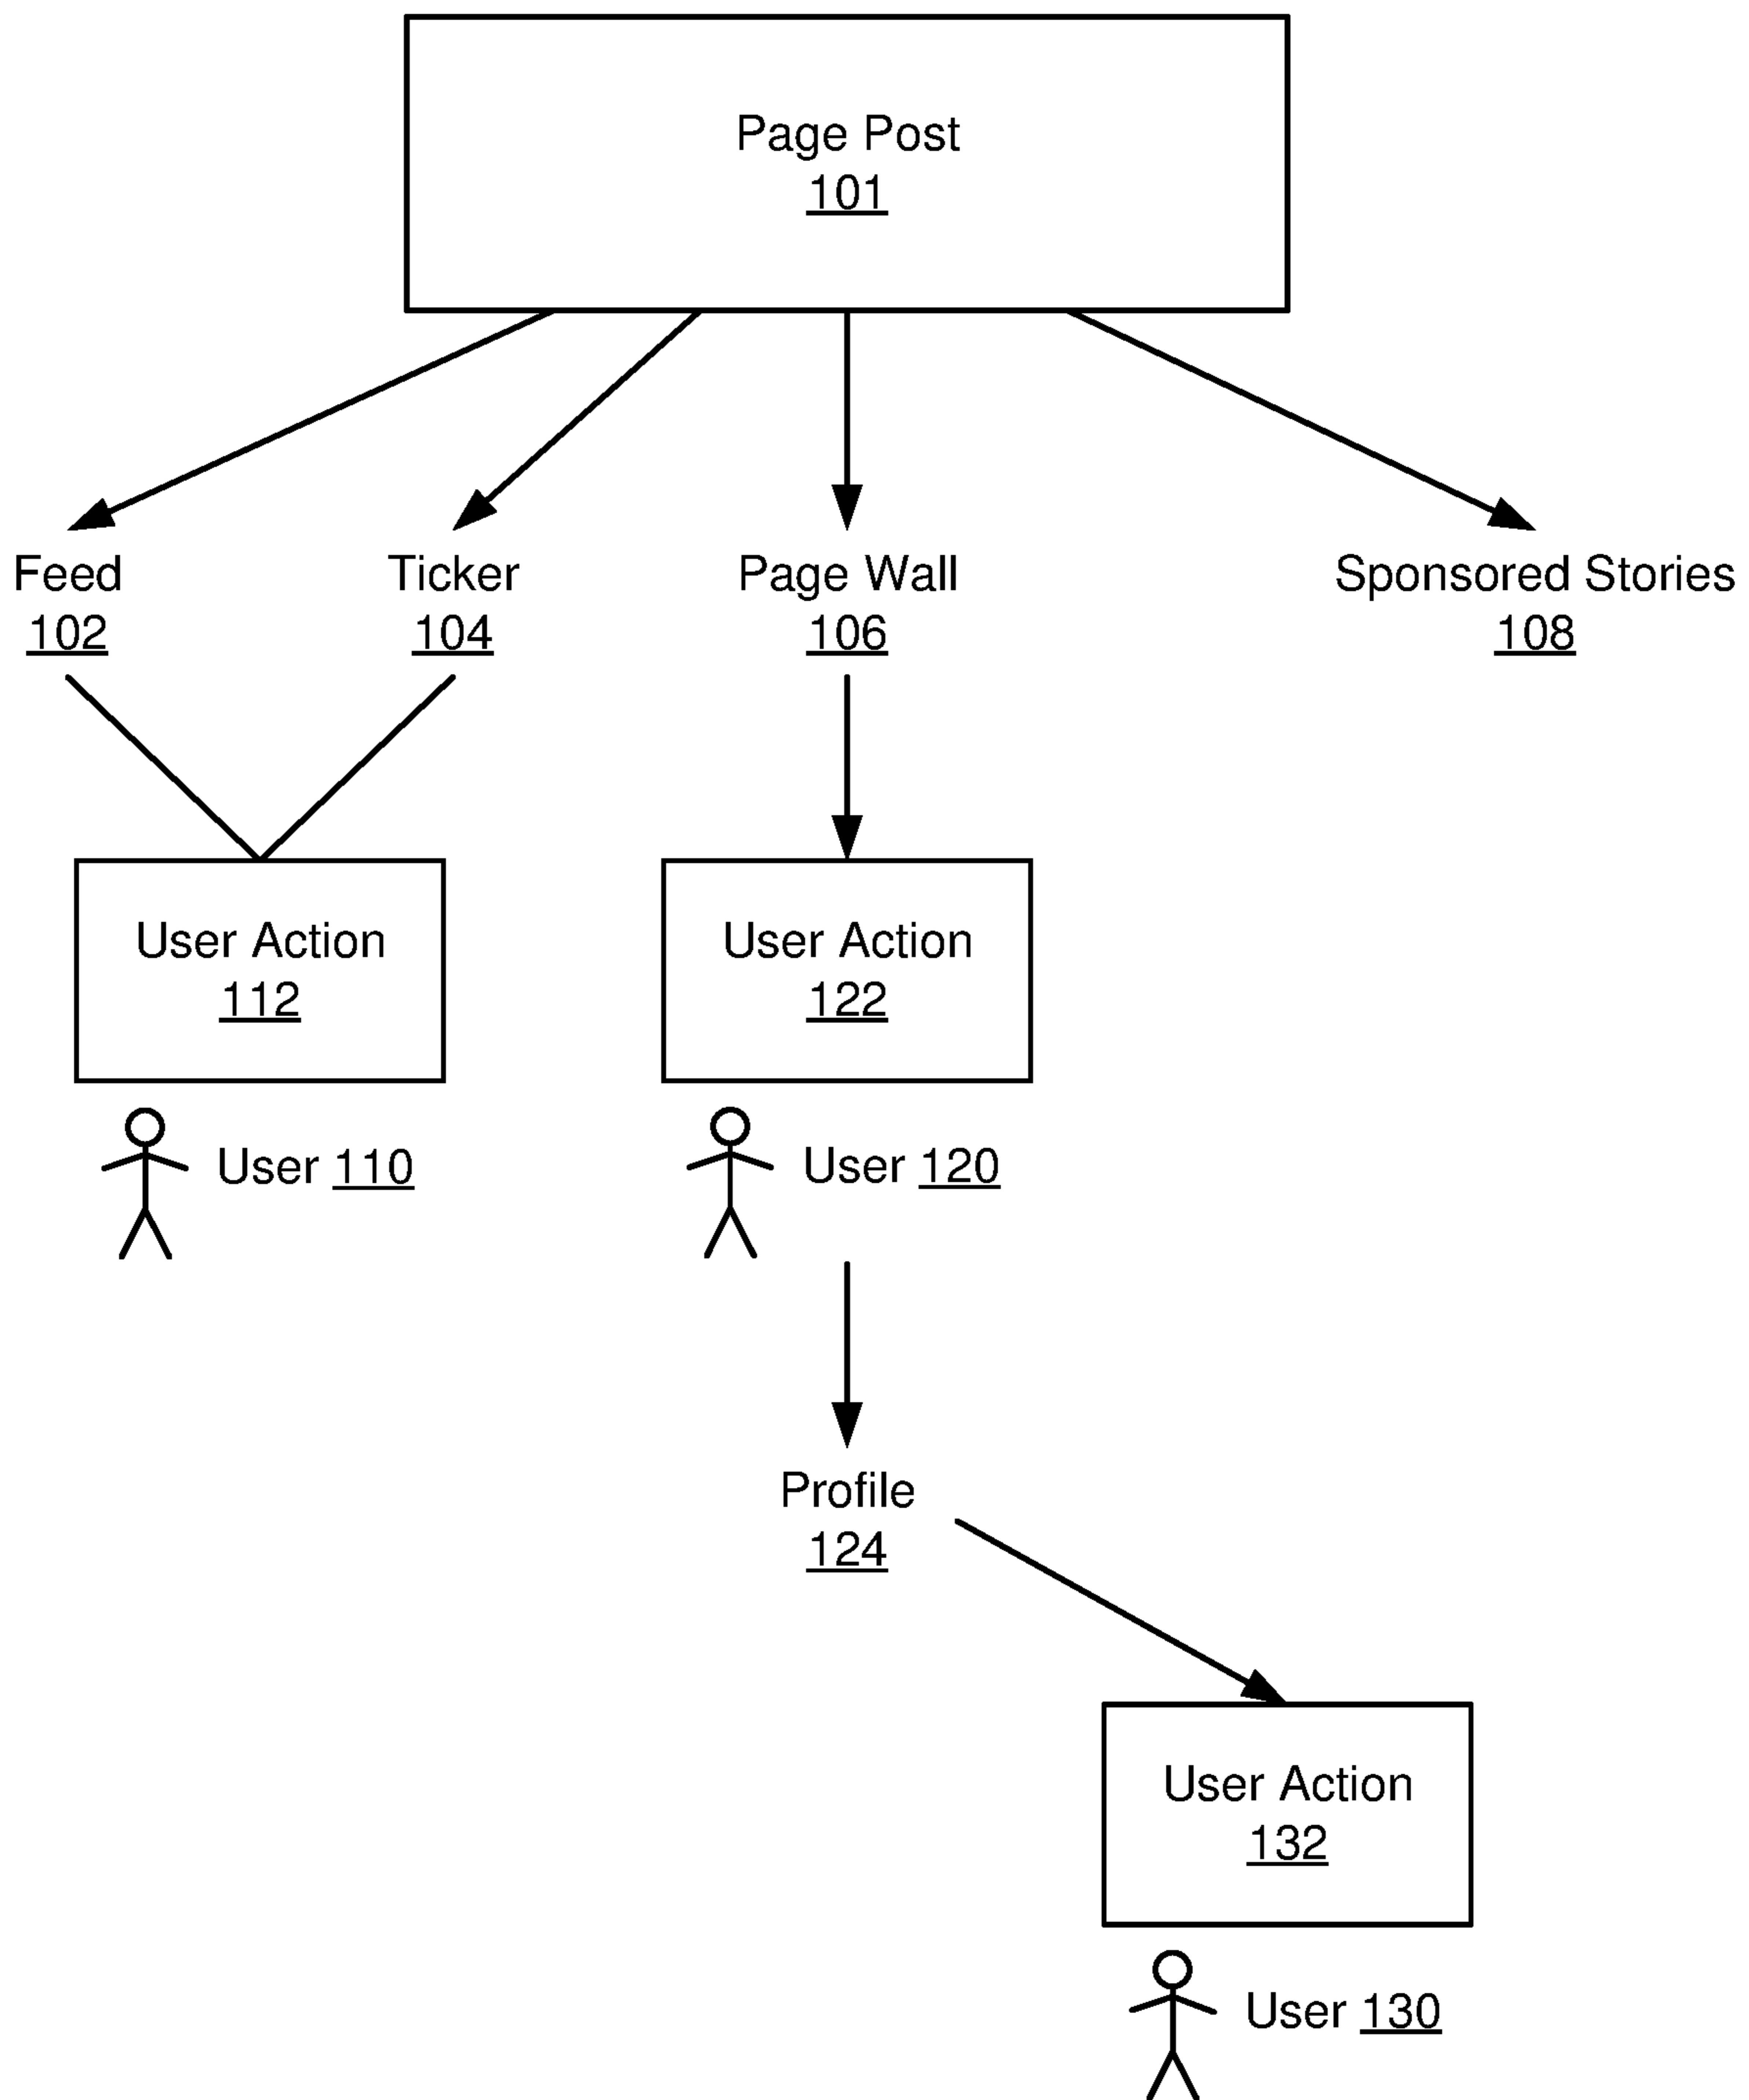 Page Post
101
Feed
102
Ticker
104
Page Wall
106
Sponsored Stories
108
User Action
112
User 110
User Action
122
User 120
Profile
124
User Action
132
User 130